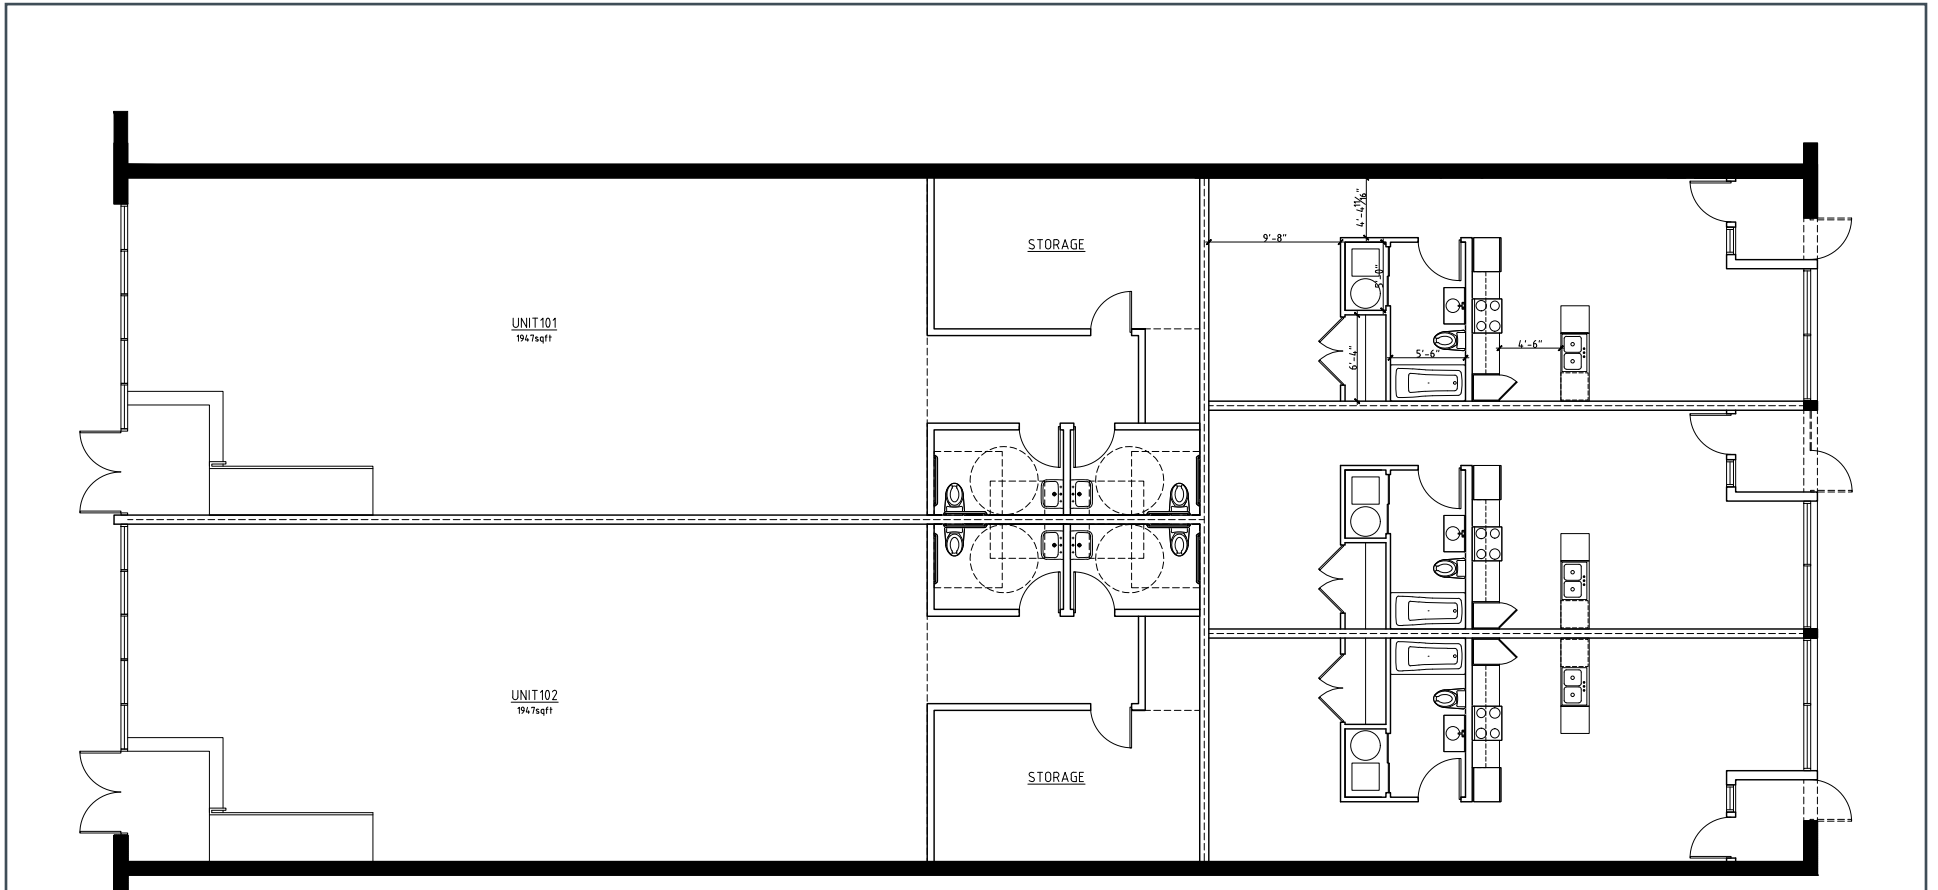 4'-4 11/16"
STORAGE
9'-8"
5'-0"
UNIT101
1947sqft
4'-6"
5'-6"
6'-4"
UNIT102
1947sqft
STORAGE